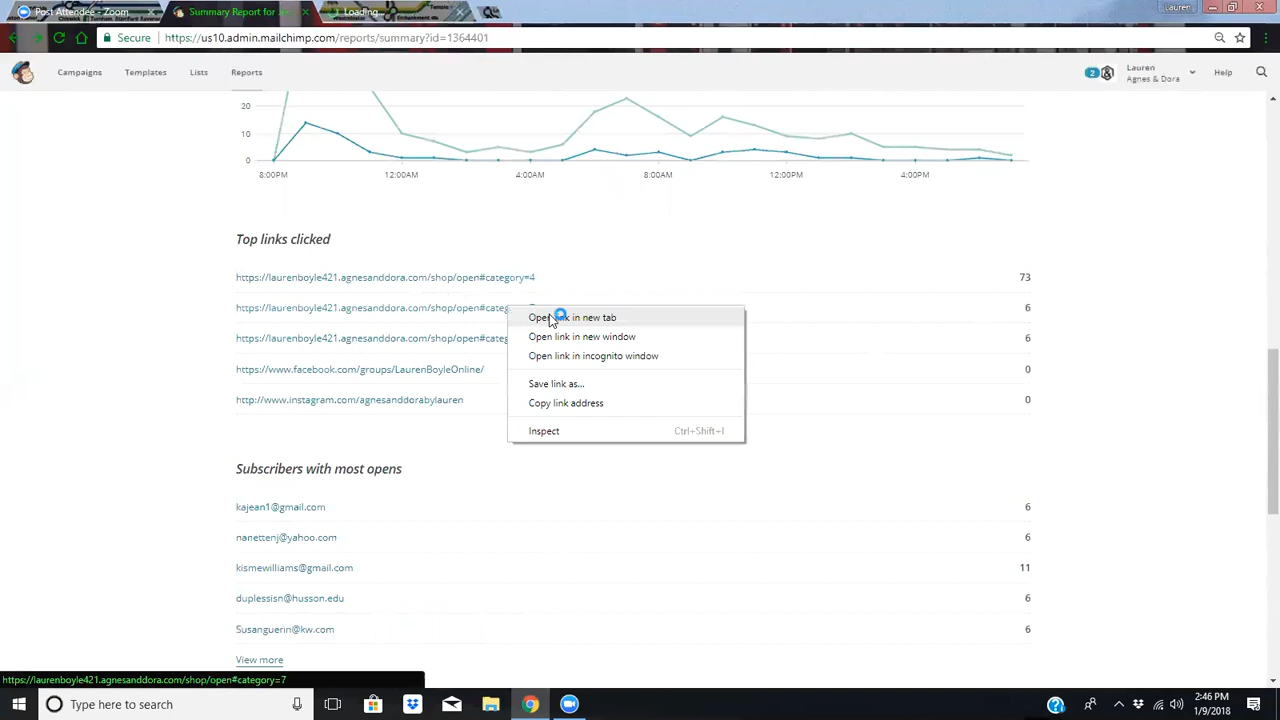 Post Attendee - Zoom
Summary Report for
Loading...
Lauren
Secure
https://us10.admin.mailchimp.com/reports/summary?id=1364401
Campaigns
Templates
Lists
Reports
2
Lauren
Agnes & Dora
Help
20
10
0
8:00PM
12:00AM
4:00AM
8:00AM
12:00PM
4:00PM
Top links clicked
https://laurenboyle421.agnesanddora.com/shop/open#category=4
73
https://laurenboyle421.agnesanddora.com/shop/open#categ
6
https://laurenboyle421.agnesanddora.com/shop/open#categ
6
https://www.facebook.com/groups/LaurenBoyleOnline/
0
http://www.instagram.com/agnesanddorabylauren
0
Open link in new tab
Open link in new window
Open link in incognito window
Save link as...
Copy link address
Inspect
Ctrl+Shift+I
Subscribers with most opens
kajean1@gmail.com
6
nanettenj@yahoo.com
6
kismewilliams@gmail.com
11
duplessisn@husson.edu
6
Susanguerin@kw.com
6
View more
https://laurenboyle421.agnesanddora.com/shop/open#category=7
Type here to search
2:46 PM
1/9/2018